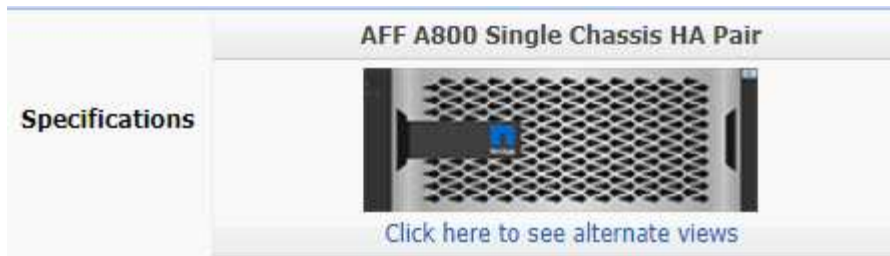 AFF A800 Single Chassis HA Pair
Specifications
Click here to see alternate views